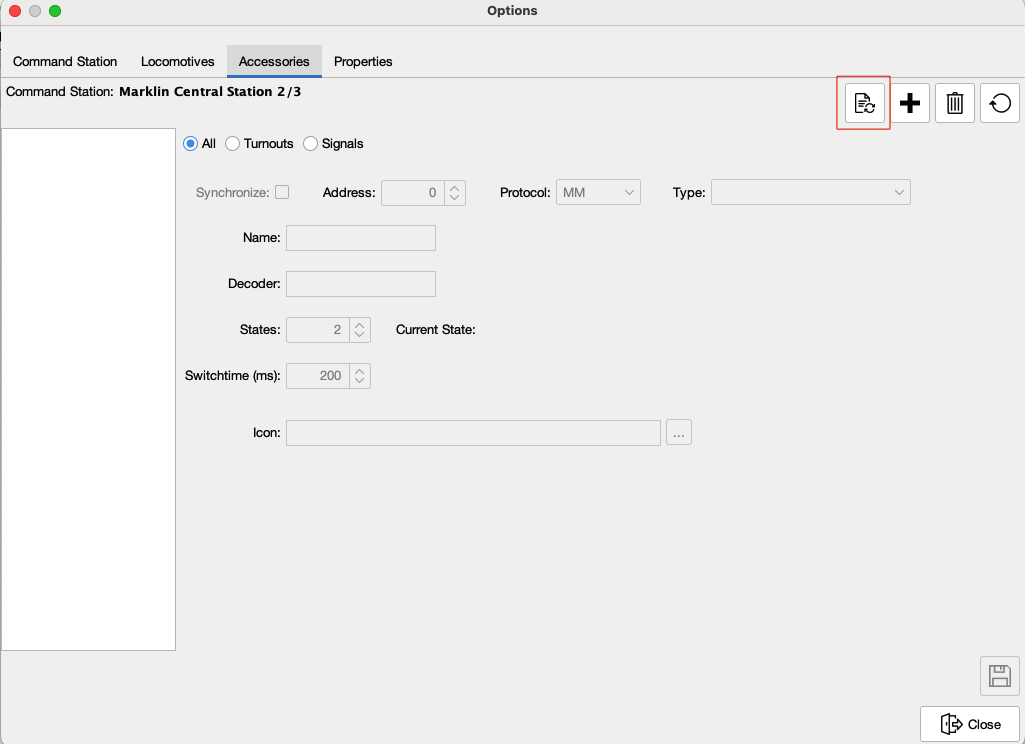 Options
Command Station Locomotives Accessories Properties
Command Station: Marklin Central Station 2/3
All Turnouts Signals
Synchronize: Address: 0 Protocol: MM Type:
Name:
Decoder:
States: 2 Current State:
Switchtime (ms): 200
Icon: ...
Close